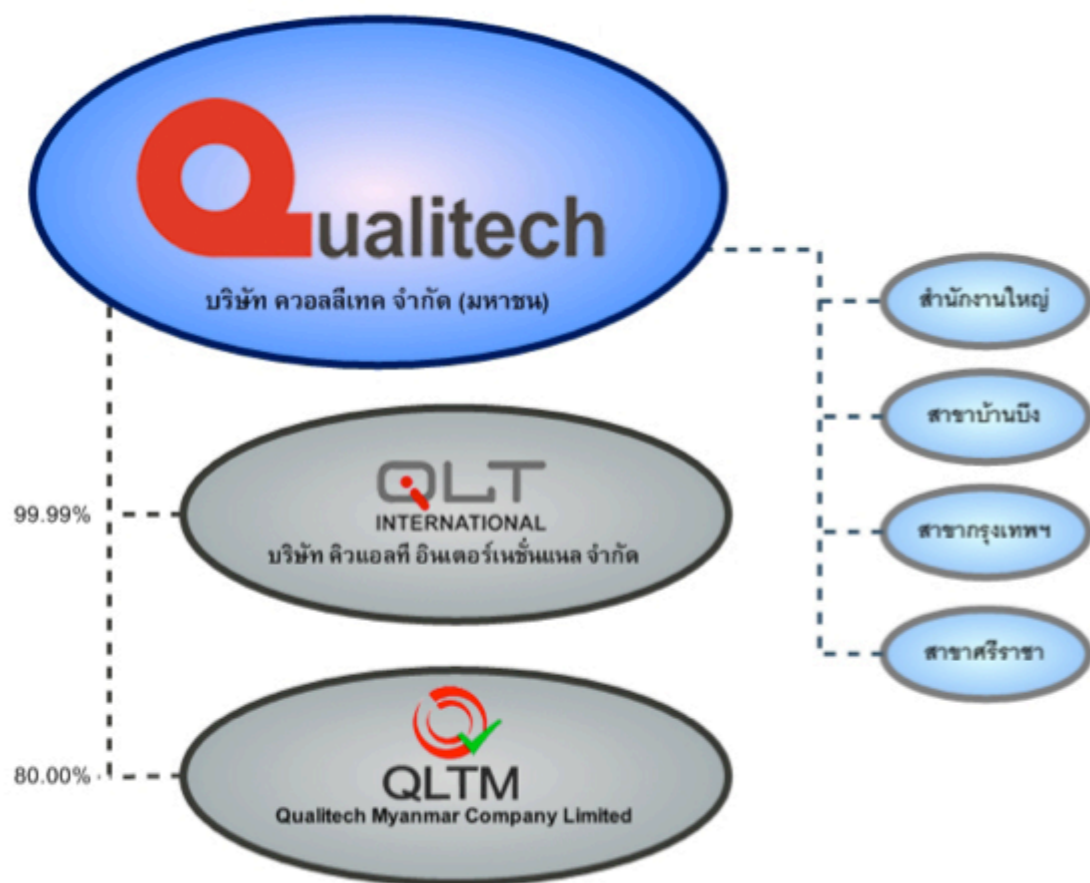 Qualitech
บริษัท ควอลลีเทค จำกัด (มหาชน)
สำนักงานใหญ่
สาขาบ้านบึง
สาขากรุงเทพฯ
สาขาศรีราชา
99.99%
QLT
INTERNATIONAL
บริษัท คิวแอลที อินเตอร์เนชั่นแนล จำกัด
80.00%
QLTM
Qualitech Myanmar Company Limited